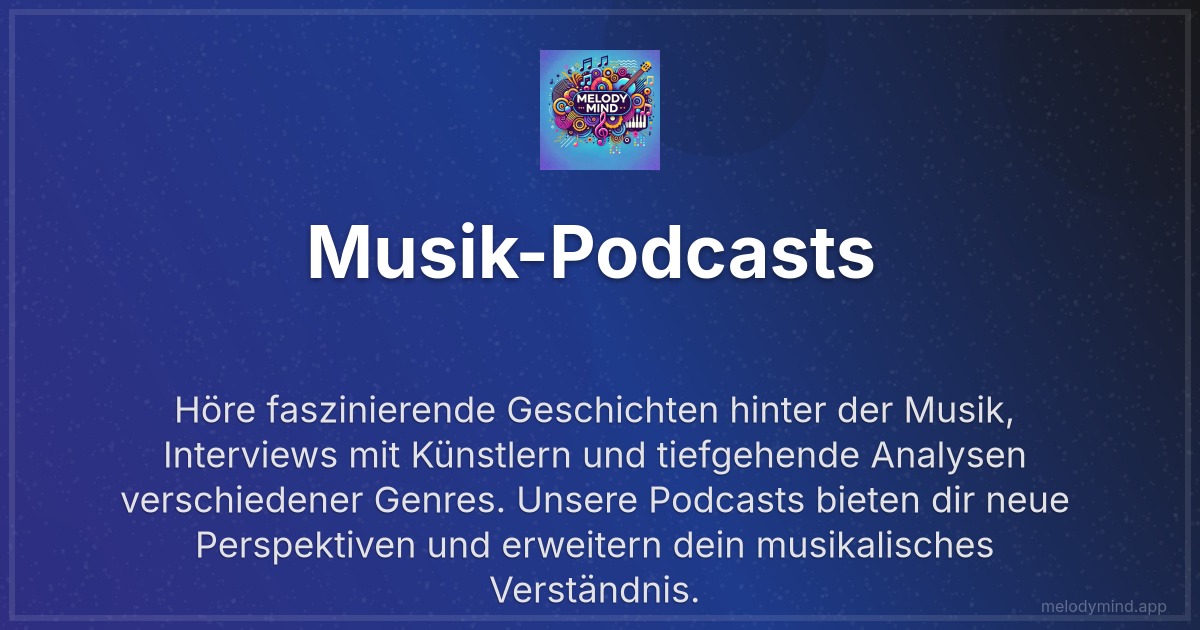 MELODY
MIND
Musik-Podcasts
Höre faszinierende Geschichten hinter der Musik,
Interviews mit Künstlern und tiefgehende Analysen
verschiedener Genres. Unsere Podcasts bieten dir neue
Perspektiven und erweitern dein musikalisches
Verständnis.
melodymind.app